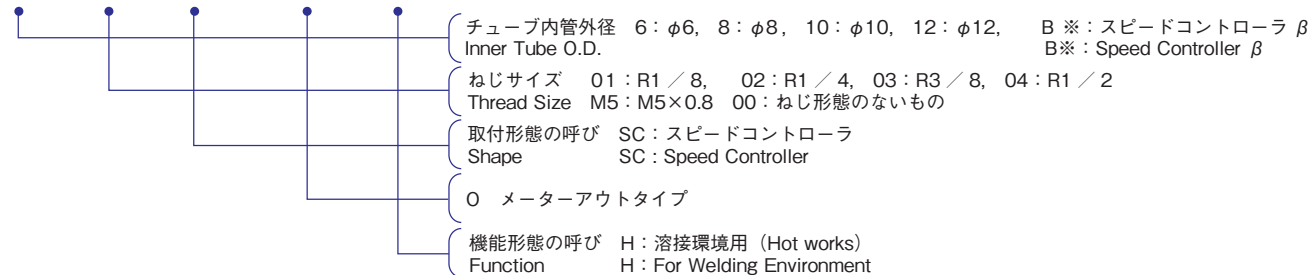 チューブ内管外径 6：φ6, 8：φ8, 10：φ10, 12：φ12, B ※：スピードコントローラ β
Inner Tube O.D. B※：Speed Controller β
ねじサイズ 01：R1／8, 02：R1／4, 03：R3／8, 04：R1／2
Thread Size M5：M5×0.8 00：ねじ形態のないもの
取付形態の呼び SC：スピードコントローラ
Shape SC : Speed Controller
O メーターアウトタイプ
機能形態の呼び H：溶接環境用（Hot works）
Function H：For Welding Environment